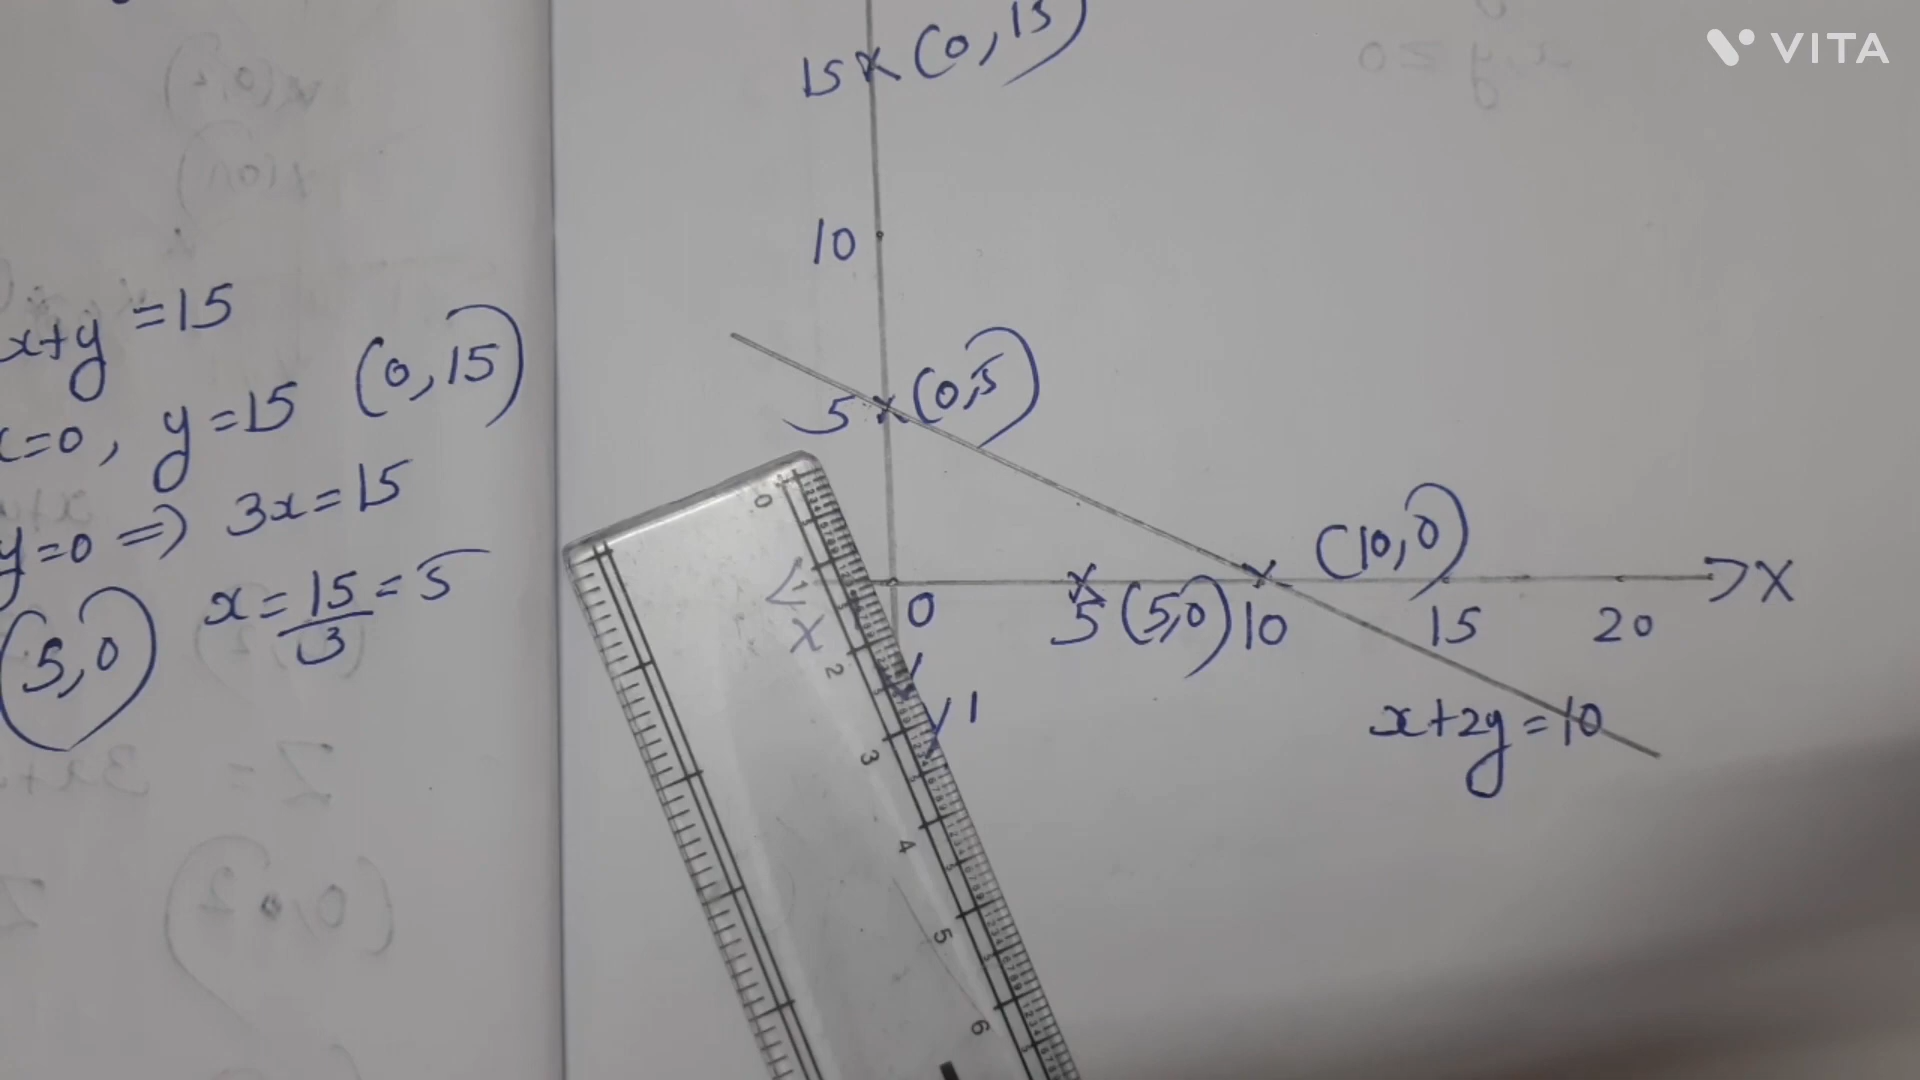 x+y=15
x=0, y=15 (0,15)
y=0 => 3x=15
(5,0) x=15/3=5
15 (0,15)
10
5 (0,5)
(10,0)
0 5 (5,0) 10 15 20 X
x+2y=10
0
2
3
4
5
6
VITA